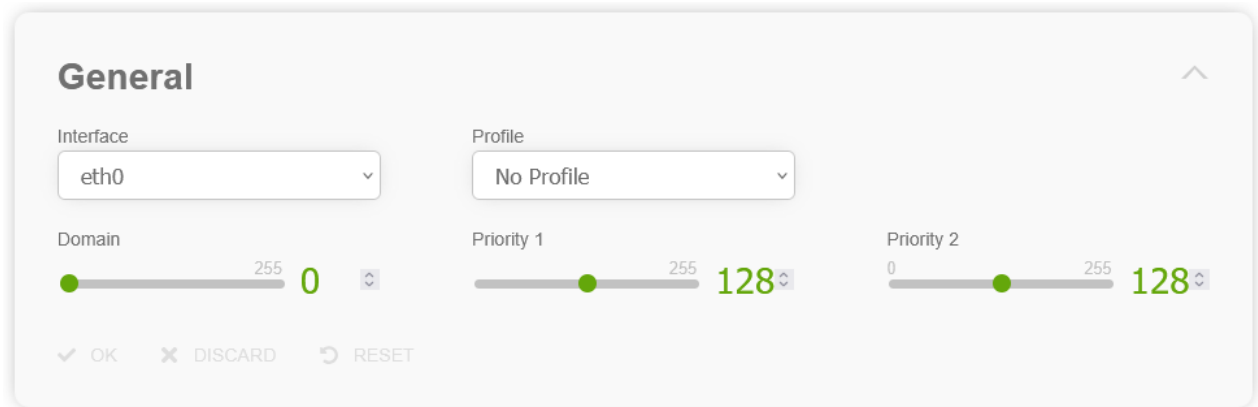 General
Interface Profile
eth0 No Profile
Domain Priority 1 Priority 2
255 0 255 128 0 255 128
OK DISCARD RESET